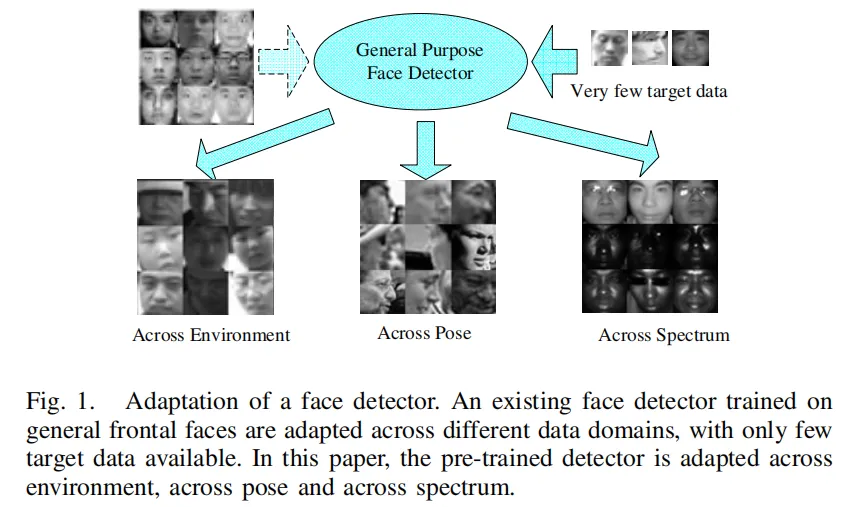 General Purpose
Face Detector
Very few target data
Across Environment
Across Pose
Across Spectrum
Fig. 1. Adaptation of a face detector. An existing face detector trained on
general frontal faces are adapted across different data domains, with only few
target data available. In this paper, the pre-trained detector is adapted across
environment, across pose and across spectrum.